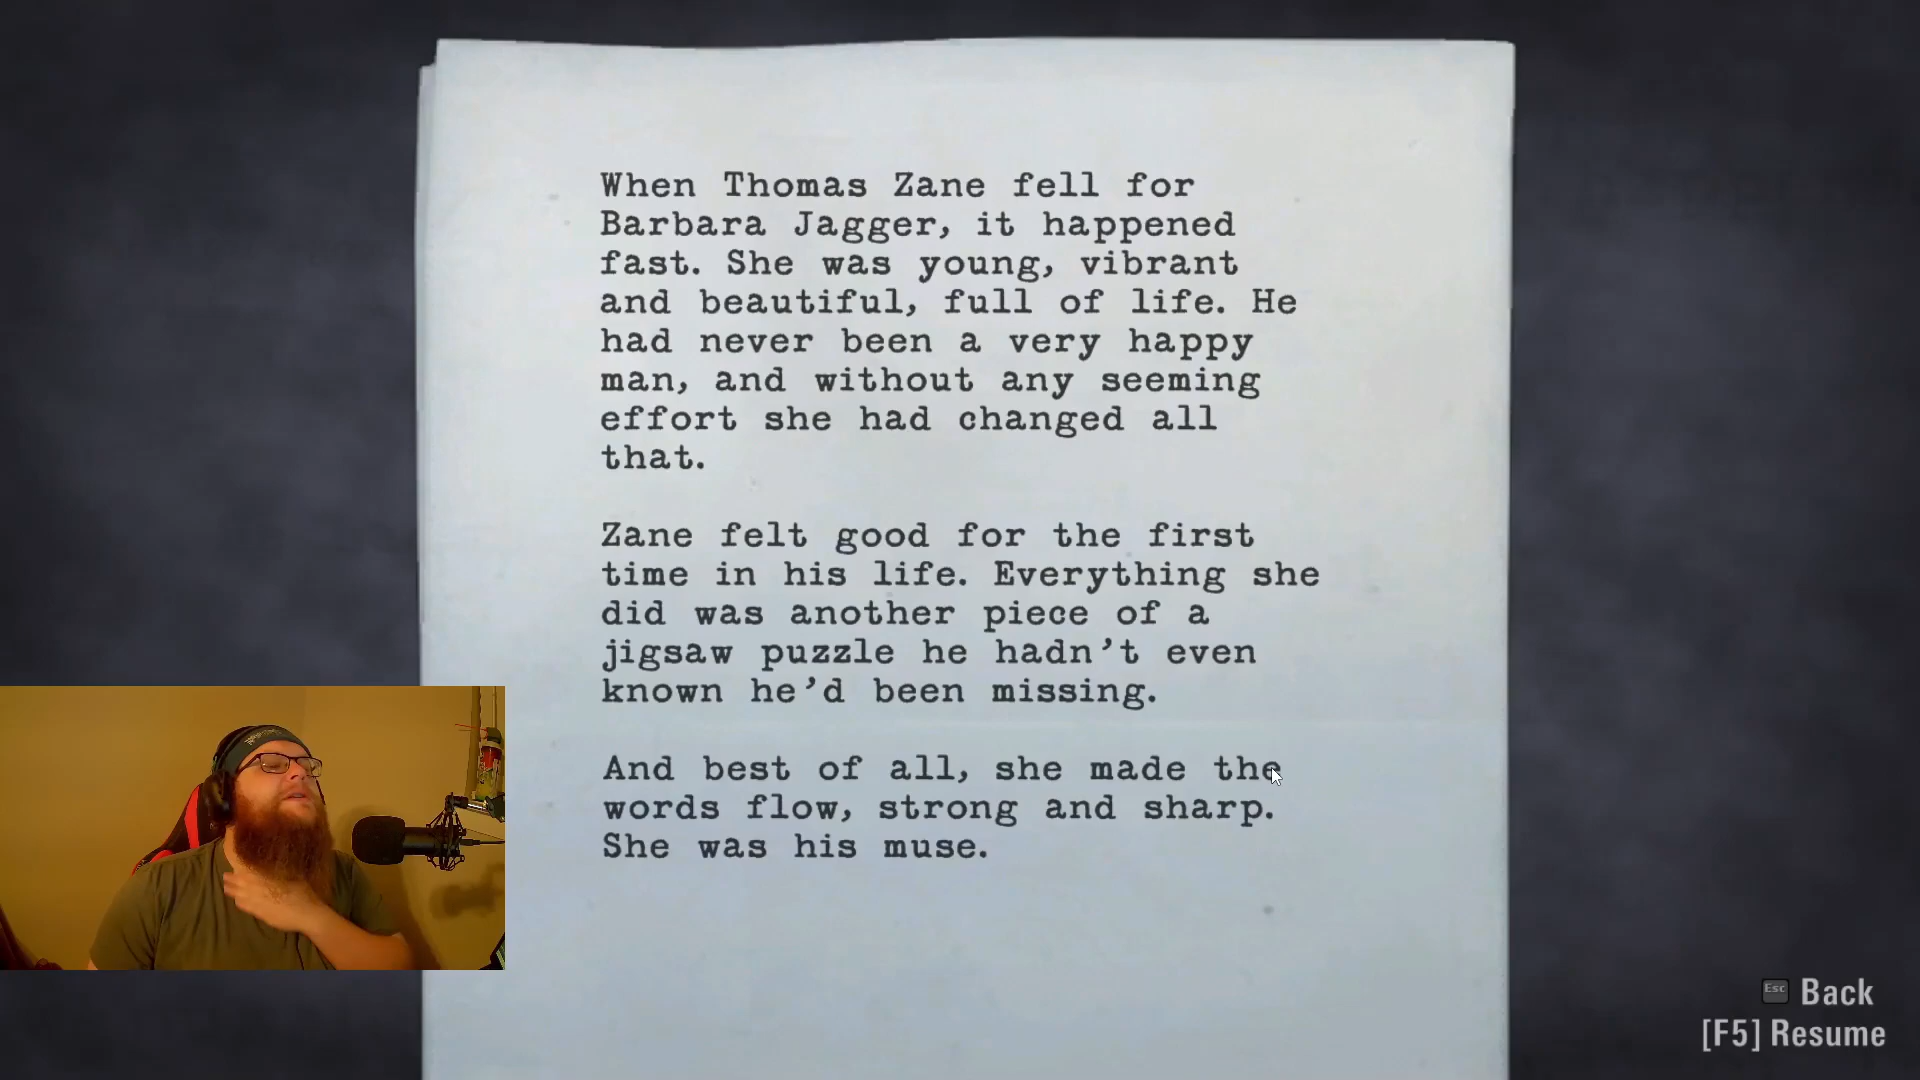 When Thomas Zane fell for
Barbara Jagger, it happened
fast. She was young, vibrant
and beautiful, full of life. He
had never been a very happy
man, and without any seeming
effort she had changed all
that.
Zane felt good for the first
time in his life. Everything she
did was another piece of a
jigsaw puzzle he hadn't even
known he'd been missing.
And best of all, she made the
words flow, strong and sharp.
She was his muse.
Esc Back
[F5] Resume